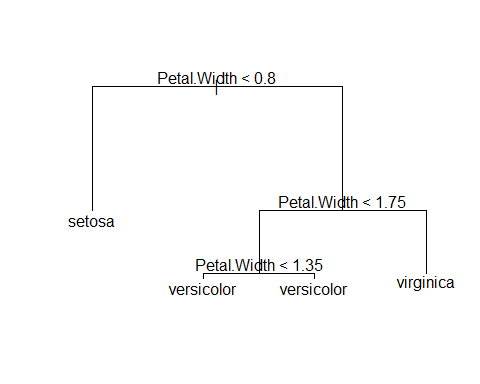 Petal.Width < 0.8
Petal.Width < 1.75
setosa
Petal.Width < 1.35
versicolor
versicolor
virginica